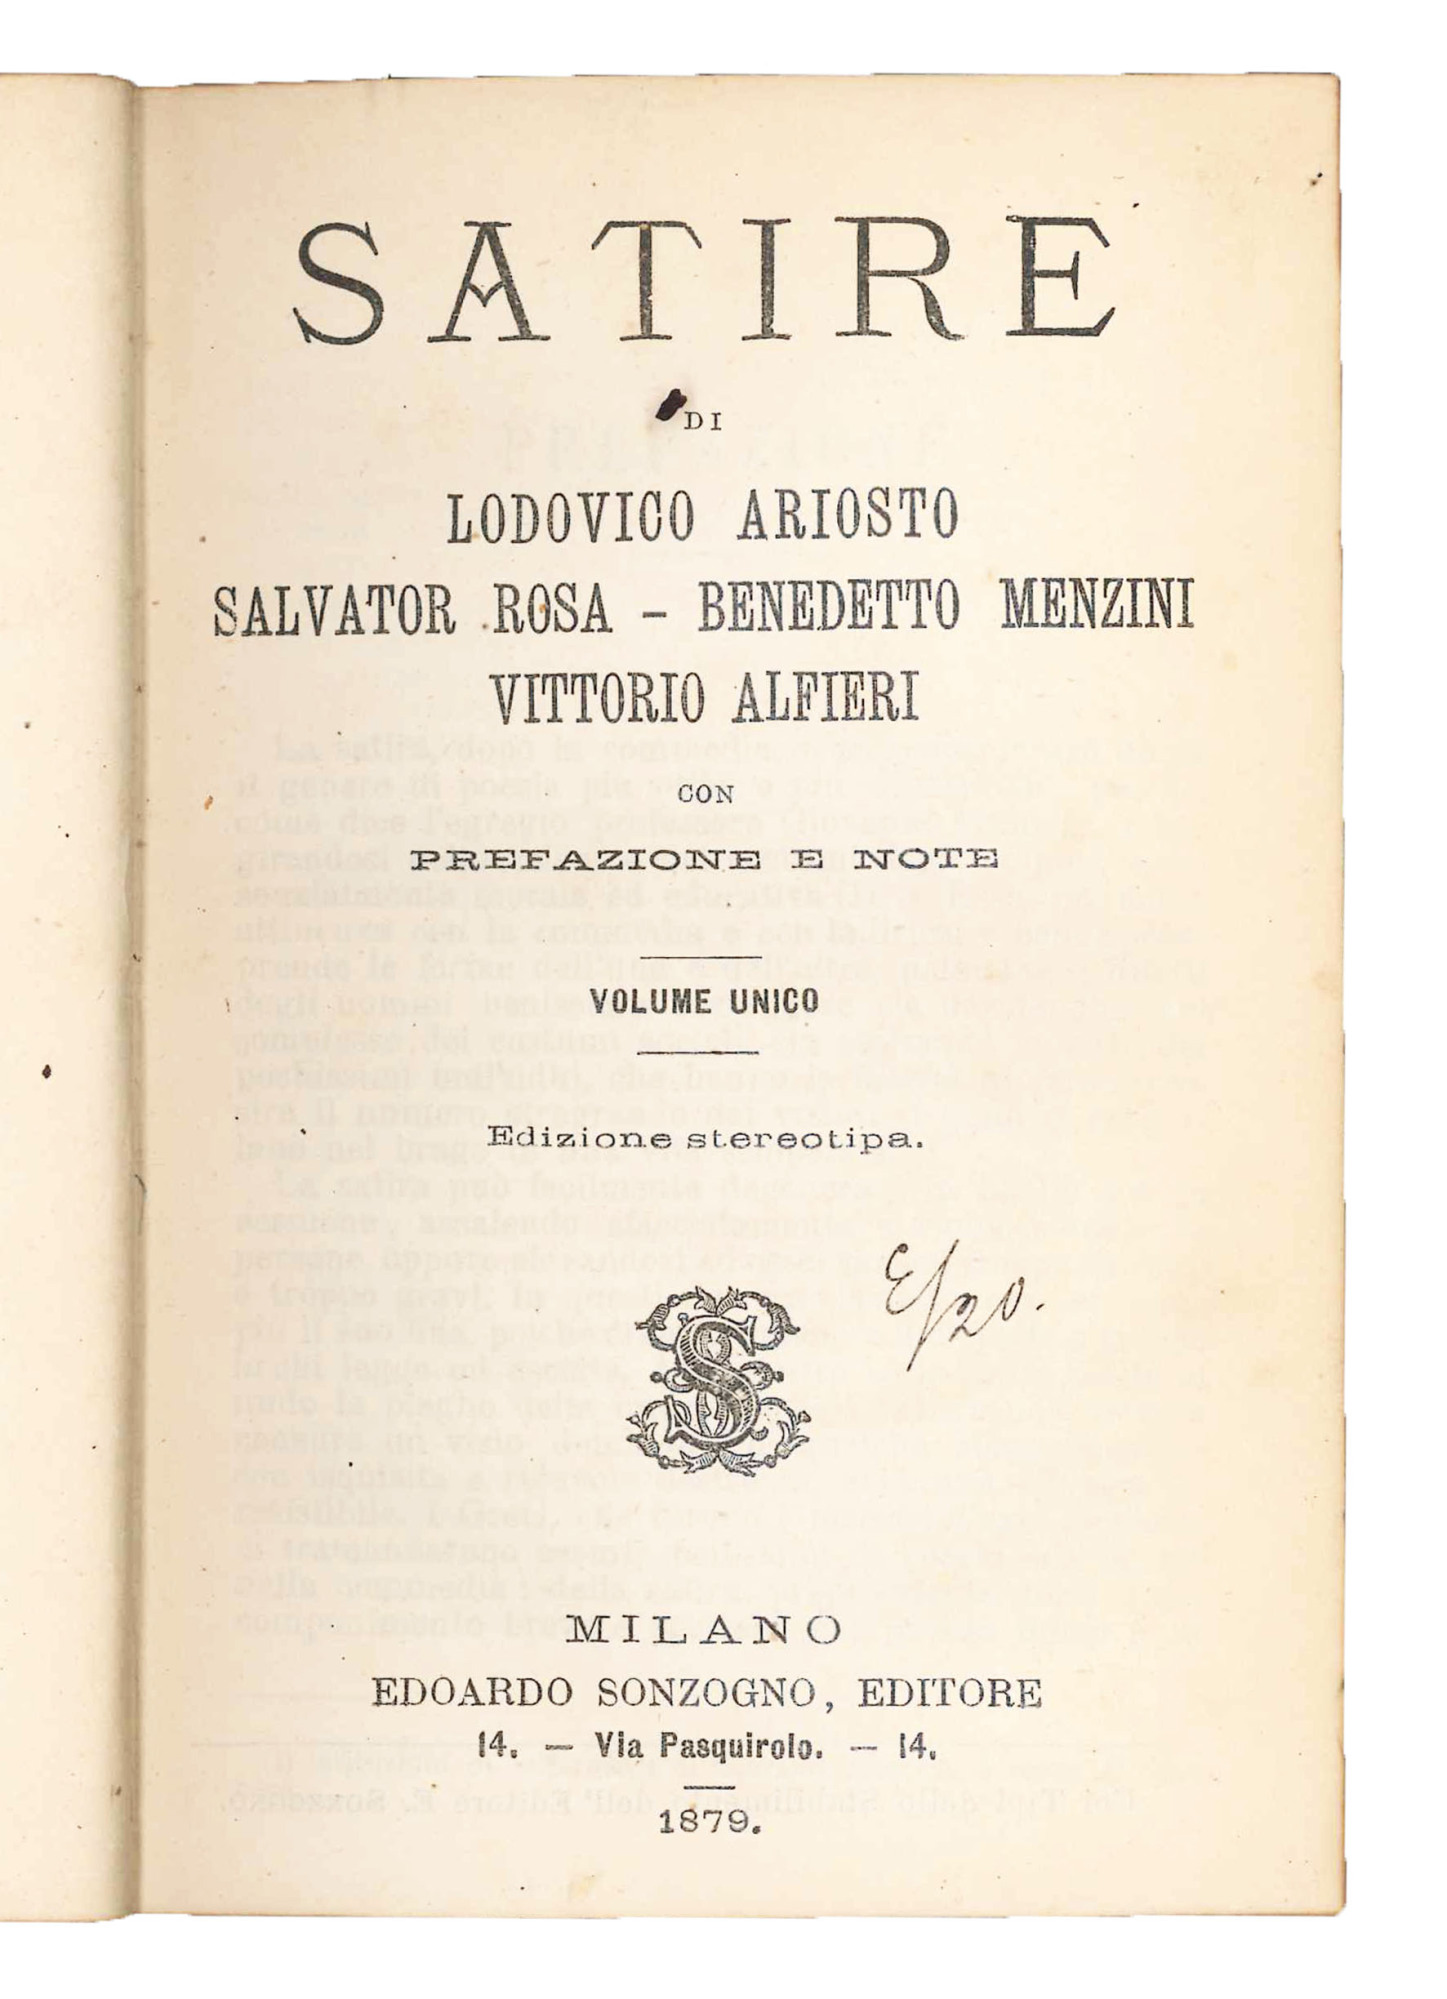 SATIRE
DI
LODOVICO ARIOSTO
SALVATOR ROSA - BENEDETTO MENZINI
VITTORIO ALFIERI
CON
PREFAZIONE E NOTE
VOLUME UNICO
Edizione stereotipa.
MILANO
EDOARDO SONZOGNO, EDITORE
14. — Via Pasquirolo. — 14.
1879.